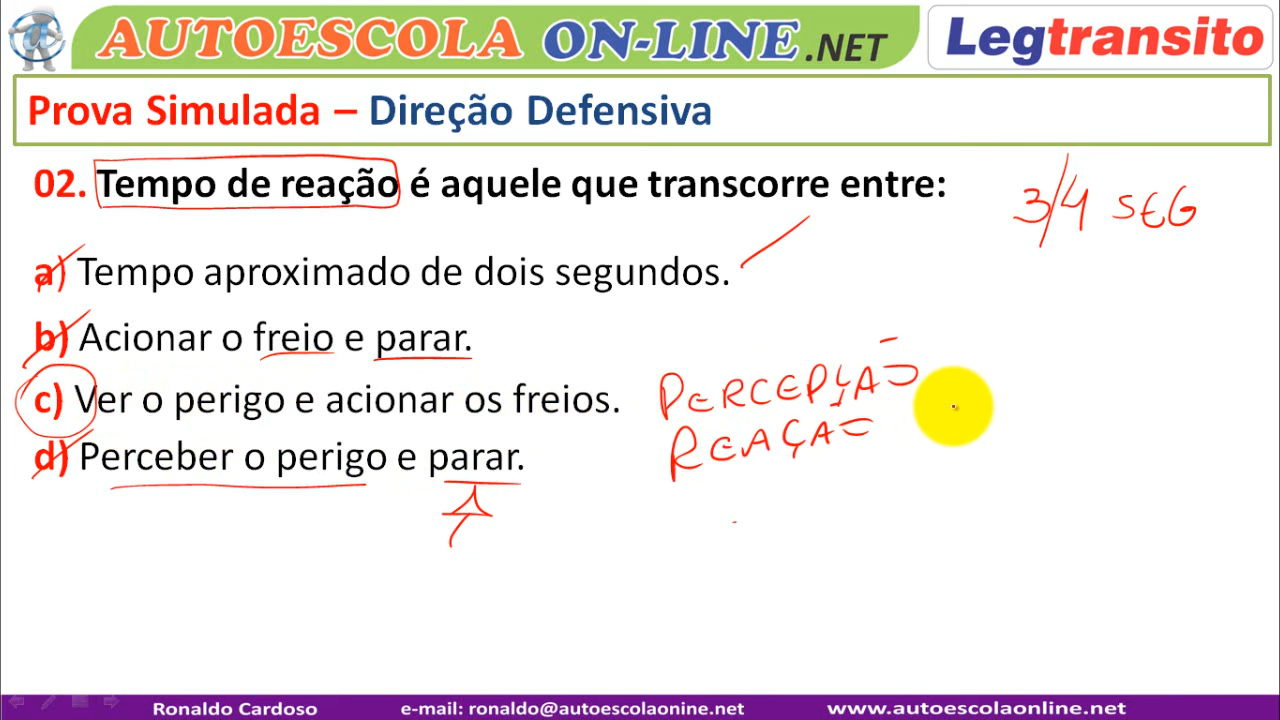 AUTOESCOLA ON-LINE.NET
Legtransito
Prova Simulada – Direção Defensiva
02. Tempo de reação é aquele que transcorre entre:
3/4 SEG
a) Tempo aproximado de dois segundos.
b) Acionar o freio e parar.
c) Ver o perigo e acionar os freios.
PERCEPÇÃO
REAÇÃO
d) Perceber o perigo e parar.
Ronaldo Cardoso e-mail: ronaldo@autoescolaonline.net www.autoescolaonline.net